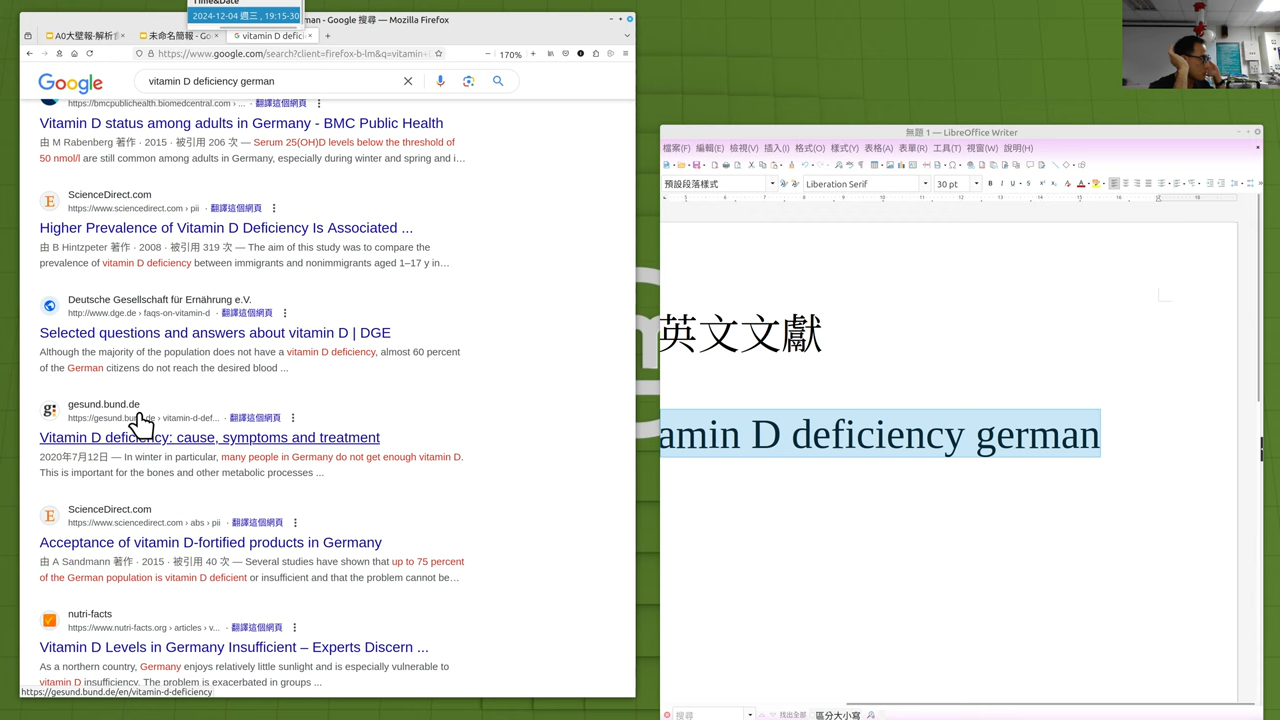 Time&Date
2024-12-04 週三 , 19:15-30
man - Google 搜尋 — Mozilla Firefox
A0大壁報-解析
未命名簡報 - Go
vitamin D defic
https://www.google.com/search?client=firefox-b-lm&q=vitamin+
170%
Google
vitamin D deficiency german
https://bmcpublichealth.biomedcentral.com › ... · 翻譯這個網頁
Vitamin D status among adults in Germany - BMC Public Health
由 M Rabenberg 著作 · 2015 · 被引用 206 次 — Serum 25(OH)D levels below the threshold of
50 nmol/l are still common among adults in Germany, especially during winter and spring and i…
ScienceDirect.com
https://www.sciencedirect.com › pii · 翻譯這個網頁
Higher Prevalence of Vitamin D Deficiency Is Associated ...
由 B Hintzpeter 著作 · 2008 · 被引用 319 次 — The aim of this study was to compare the
prevalence of vitamin D deficiency between immigrants and nonimmigrants aged 1–17 y in…
Deutsche Gesellschaft für Ernährung e.V.
http://www.dge.de › faqs-on-vitamin-d · 翻譯這個網頁
Selected questions and answers about vitamin D | DGE
Although the majority of the population does not have a vitamin D deficiency, almost 60 percent
of the German citizens do not reach the desired blood ...
gesund.bund.de
https://gesund.bund.de › vitamin-d-def... · 翻譯這個網頁
Vitamin D deficiency: cause, symptoms and treatment
2020年7月12日 — In winter in particular, many people in Germany do not get enough vitamin D.
This is important for the bones and other metabolic processes ...
ScienceDirect.com
https://www.sciencedirect.com › abs › pii · 翻譯這個網頁
Acceptance of vitamin D-fortified products in Germany
由 A Sandmann 著作 · 2015 · 被引用 40 次 — Several studies have shown that up to 75 percent
of the German population is vitamin D deficient or insufficient and that the problem cannot be…
nutri-facts
https://www.nutri-facts.org › articles › v... · 翻譯這個網頁
Vitamin D Levels in Germany Insufficient – Experts Discern ...
As a northern country, Germany enjoys relatively little sunlight and is especially vulnerable to
vitamin D insufficiency. The problem is exacerbated in groups ...
https://gesund.bund.de/en/vitamin-d-deficiency
無題 1 — LibreOffice Writer
檔案(F) 編輯(E) 檢視(V) 插入(I) 格式(O) 樣式(Y) 表格(A) 表單(R) 工具(T) 視窗(W) 說明(H)
預設段落樣式
Liberation Serif
30 pt
英文文獻
amin D deficiency german
搜尋
找出全部
區分大小寫